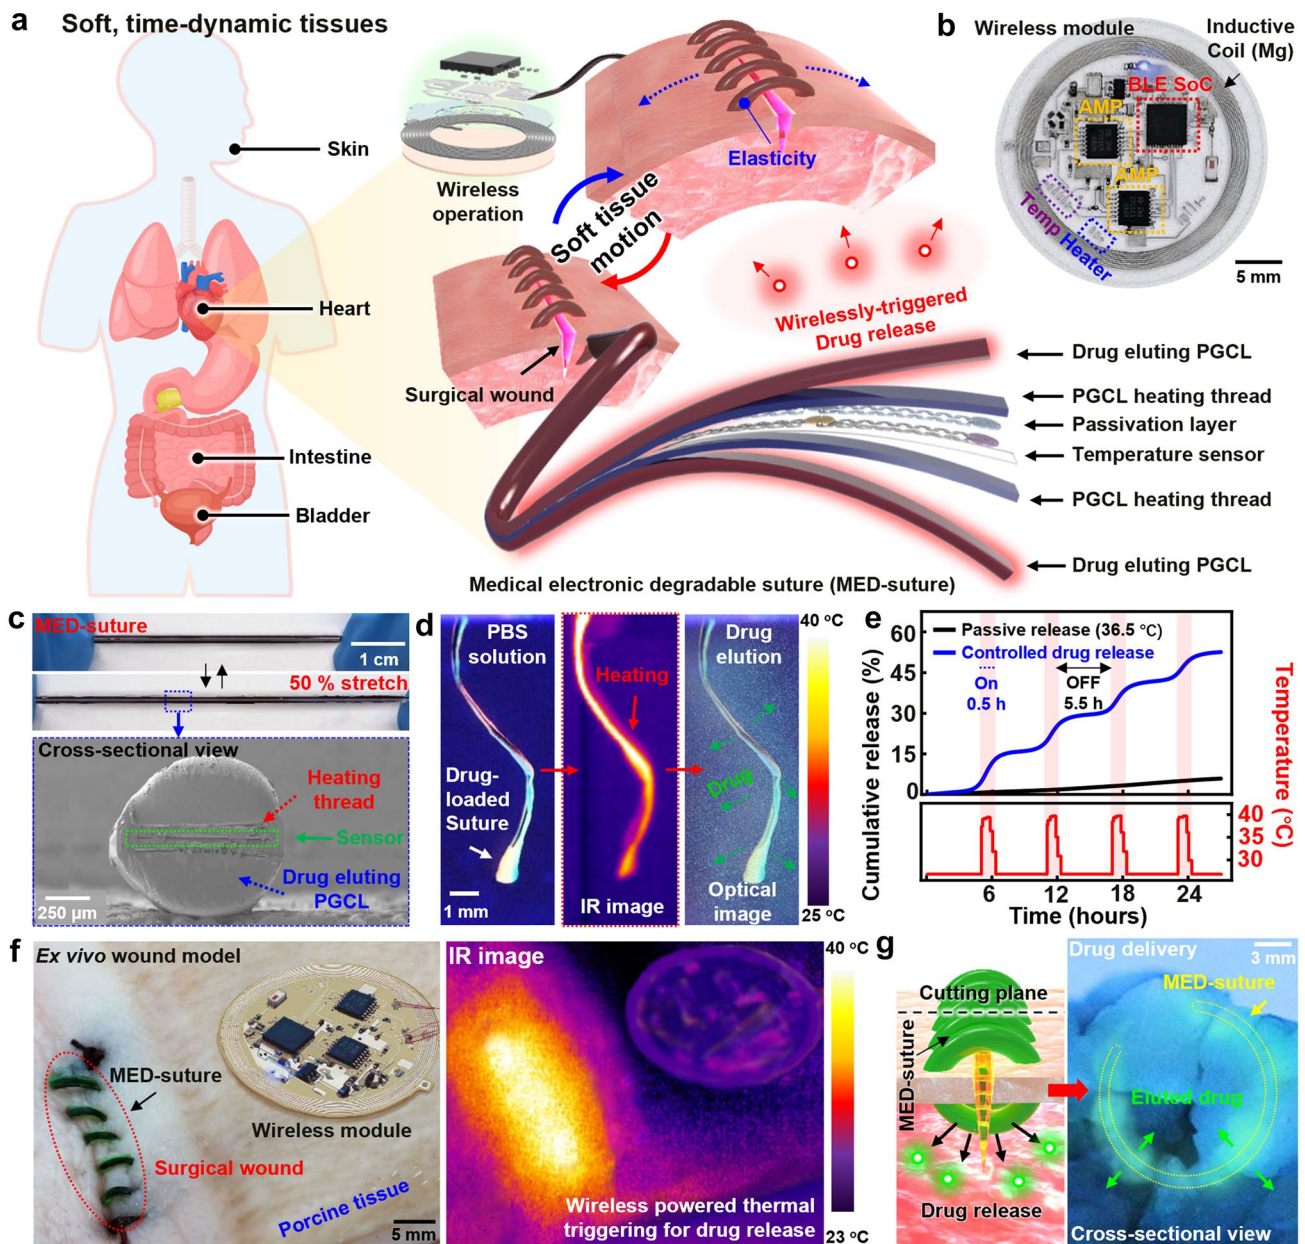 a
Soft, time-dynamic tissues
Skin
Heart
Intestine
Bladder
Wireless
operation
Elasticity
Soft tissue
motion
Surgical wound
Wirelessly-triggered
Drug release
Drug eluting PGCL
PGCL heating thread
Passivation layer
Temperature sensor
PGCL heating thread
Drug eluting PGCL
Medical electronic degradable suture (MED-suture)
b
Wireless module
Inductive
Coil (Mg)
BLE SoC
AMP
AMP
Temp
Heater
5 mm
c
MED-suture
1 cm
50 % stretch
Cross-sectional view
Heating
thread
Sensor
Drug eluting
PGCL
250 µm
d
PBS
solution
Drug-
loaded
Suture
1 mm
Heating
IR image
Drug
elution
Drug
Optical
image
40 °C
25 °C
e
Passive release (36.5 °C)
Controlled drug release
On
0.5 h
OFF
5.5 h
Cumulative release (%)
60
45
30
15
0
Temperature (°C)
40
35
30
6
12
18
24
Time (hours)
f
Ex vivo wound model
MED-suture
Surgical wound
Wireless module
Porcine tissue
5 mm
IR image
Wireless powered thermal
triggering for drug release
40 °C
23 °C
g
Cutting plane
MED-suture
Drug release
Drug delivery
3 mm
MED-suture
Eluted drug
Cross-sectional view